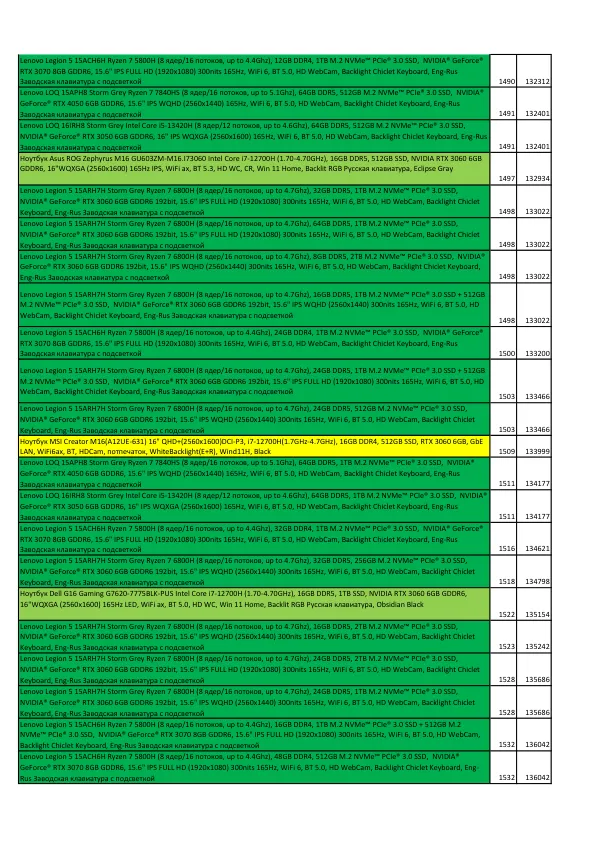 Lenovo Legion 5 15ACH6H Ryzen 7 5800H (8 ядер/16 потоков, up to 4.4Ghz), 12GB DDR4, 1TB M.2 NVMe™ PCIe® 3.0 SSD, NVIDIA® GeForce®
RTX 3070 8GB GDDR6, 15.6" IPS FULL HD (1920x1080) 300nits 165Hz, WiFi 6, BT 5.0, HD WebCam, Backlight Chiclet Keyboard, Eng-Rus
Заводская клавиатура с подсветкой 1490 132312
Lenovo LOQ 15APH8 Storm Grey Ryzen 7 7840HS (8 ядер/16 потоков, up to 5.1Ghz), 64GB DDR5, 512GB M.2 NVMe™ PCIe® 3.0 SSD, NVIDIA®
GeForce® RTX 4050 6GB GDDR6, 15.6" IPS WQHD (2560x1440) 165Hz, WiFi 6, BT 5.0, HD WebCam, Backlight Chiclet Keyboard, Eng-Rus
Заводская клавиатура с подсветкой 1491 132401
Lenovo LOQ 16IRH8 Storm Grey Intel Core i5-13420H (8 ядер/12 потоков, up to 4.6Ghz), 64GB DDR5, 512GB M.2 NVMe™ PCIe® 3.0 SSD,
NVIDIA® GeForce® RTX 3050 6GB GDDR6, 16" IPS WQXGA (2560x1600) 165Hz, WiFi 6, BT 5.0, HD WebCam, Backlight Chiclet Keyboard, Eng-Rus
Заводская клавиатура с подсветкой 1491 132401
Ноутбук Asus ROG Zephyrus M16 GU603ZM-M16.I73060 Intel Core i7-12700H (1.70-4.70GHz), 16GB DDR5, 512GB SSD, NVIDIA RTX 3060 6GB
GDDR6, 16"WQXGA (2560x1600) 165Hz IPS, WiFi ax, BT 5.3, HD WC, CR, Win 11 Home, Backlit RGB Русская клавиатура, Eclipse Gray 1497 132934
Lenovo Legion 5 15ARH7H Storm Grey Ryzen 7 6800H (8 ядер/16 потоков, up to 4.7Ghz), 32GB DDR5, 1TB M.2 NVMe™ PCIe® 3.0 SSD,
NVIDIA® GeForce® RTX 3060 6GB GDDR6 192bit, 15.6" IPS FULL HD (1920x1080) 300nits 165Hz, WiFi 6, BT 5.0, HD WebCam, Backlight Chiclet
Keyboard, Eng-Rus Заводская клавиатура с подсветкой 1498 133022
Lenovo Legion 5 15ARH7H Storm Grey Ryzen 7 6800H (8 ядер/16 потоков, up to 4.7Ghz), 64GB DDR5, 1TB M.2 NVMe™ PCIe® 3.0 SSD,
NVIDIA® GeForce® RTX 3060 6GB GDDR6 192bit, 15.6" IPS FULL HD (1920x1080) 300nits 165Hz, WiFi 6, BT 5.0, HD WebCam, Backlight Chiclet
Keyboard, Eng-Rus Заводская клавиатура с подсветкой 1498 133022
Lenovo Legion 5 15ARH7H Storm Grey Ryzen 7 6800H (8 ядер/16 потоков, up to 4.7Ghz), 8GB DDR5, 2TB M.2 NVMe™ PCIe® 3.0 SSD, NVIDIA®
GeForce® RTX 3060 6GB GDDR6 192bit, 15.6" IPS WQHD (2560x1440) 300nits 165Hz, WiFi 6, BT 5.0, HD WebCam, Backlight Chiclet Keyboard,
Eng-Rus Заводская клавиатура с подсветкой 1498 133022
Lenovo Legion 5 15ARH7H Storm Grey Ryzen 7 6800H (8 ядер/16 потоков, up to 4.7Ghz), 16GB DDR5, 1TB M.2 NVMe™ PCIe® 3.0 SSD + 512GB
M.2 NVMe™ PCIe® 3.0 SSD, NVIDIA® GeForce® RTX 3060 6GB GDDR6 192bit, 15.6" IPS WQHD (2560x1440) 300nits 165Hz, WiFi 6, BT 5.0, HD
WebCam, Backlight Chiclet Keyboard, Eng-Rus Заводская клавиатура с подсветкой 1498 133022
Lenovo Legion 5 15ACH6H Ryzen 7 5800H (8 ядер/16 потоков, up to 4.4Ghz), 24GB DDR4, 1TB M.2 NVMe™ PCIe® 3.0 SSD, NVIDIA® GeForce®
RTX 3070 8GB GDDR6, 15.6" IPS FULL HD (1920x1080) 300nits 165Hz, WiFi 6, BT 5.0, HD WebCam, Backlight Chiclet Keyboard, Eng-Rus
Заводская клавиатура с подсветкой 1500 133200
Lenovo Legion 5 15ARH7H Storm Grey Ryzen 7 6800H (8 ядер/16 потоков, up to 4.7Ghz), 24GB DDR5, 1TB M.2 NVMe™ PCIe® 3.0 SSD + 512GB
M.2 NVMe™ PCIe® 3.0 SSD, NVIDIA® GeForce® RTX 3060 6GB GDDR6 192bit, 15.6" IPS FULL HD (1920x1080) 300nits 165Hz, WiFi 6, BT 5.0, HD
WebCam, Backlight Chiclet Keyboard, Eng-Rus Заводская клавиатура с подсветкой 1503 133466
Lenovo Legion 5 15ARH7H Storm Grey Ryzen 7 6800H (8 ядер/16 потоков, up to 4.7Ghz), 24GB DDR5, 512GB M.2 NVMe™ PCIe® 3.0 SSD,
NVIDIA® GeForce® RTX 3060 6GB GDDR6 192bit, 15.6" IPS WQHD (2560x1440) 300nits 165Hz, WiFi 6, BT 5.0, HD WebCam, Backlight Chiclet
Keyboard, Eng-Rus Заводская клавиатура с подсветкой 1503 133466
Ноутбук MSI Creator M16(A12UE-631) 16" QHD+(2560x1600)DCI-P3, i7-12700H(1.7GHz-4.7GHz), 16GB DDR4, 512GB SSD, RTX 3060 6GB, GbE
LAN, WiFi6ax, BT, HDCam, потпечаток, WhiteBacklight(E+R), Wind11H, Black 1509 133999
Lenovo LOQ 15APH8 Storm Grey Ryzen 7 7840HS (8 ядер/16 потоков, up to 5.1Ghz), 64GB DDR5, 1TB M.2 NVMe™ PCIe® 3.0 SSD, NVIDIA®
GeForce® RTX 4050 6GB GDDR6, 15.6" IPS WQHD (2560x1440) 165Hz, WiFi 6, BT 5.0, HD WebCam, Backlight Chiclet Keyboard, Eng-Rus
Заводская клавиатура с подсветкой 1511 134177
Lenovo LOQ 16IRH8 Storm Grey Intel Core i5-13420H (8 ядер/12 потоков, up to 4.6Ghz), 64GB DDR5, 1TB M.2 NVMe™ PCIe® 3.0 SSD, NVIDIA®
GeForce® RTX 3050 6GB GDDR6, 16" IPS WQXGA (2560x1600) 165Hz, WiFi 6, BT 5.0, HD WebCam, Backlight Chiclet Keyboard, Eng-Rus
Заводская клавиатура с подсветкой 1511 134177
Lenovo Legion 5 15ACH6H Ryzen 7 5800H (8 ядер/16 потоков, up to 4.4Ghz), 32GB DDR4, 1TB M.2 NVMe™ PCIe® 3.0 SSD, NVIDIA® GeForce®
RTX 3070 8GB GDDR6, 15.6" IPS FULL HD (1920x1080) 300nits 165Hz, WiFi 6, BT 5.0, HD WebCam, Backlight Chiclet Keyboard, Eng-Rus
Заводская клавиатура с подсветкой 1516 134621
Lenovo Legion 5 15ARH7H Storm Grey Ryzen 7 6800H (8 ядер/16 потоков, up to 4.7Ghz), 32GB DDR5, 256GB M.2 NVMe™ PCIe® 3.0 SSD,
NVIDIA® GeForce® RTX 3060 6GB GDDR6 192bit, 15.6" IPS WQHD (2560x1440) 300nits 165Hz, WiFi 6, BT 5.0, HD WebCam, Backlight Chiclet
Keyboard, Eng-Rus Заводская клавиатура с подсветкой 1518 134798
Ноутбук Dell G16 Gaming G7620-7775BLK-PUS Intel Core i7-12700H (1.70-4.70GHz), 16GB DDR5, 1TB SSD, NVIDIA RTX 3060 6GB GDDR6,
16"WQXGA (2560x1600) 165Hz LED, WiFi ax, BT 5.0, HD WC, Win 11 Home, Backlit RGB Русская клавиатура, Obsidian Black 1522 135154
Lenovo Legion 5 15ARH7H Storm Grey Ryzen 7 6800H (8 ядер/16 потоков, up to 4.7Ghz), 16GB DDR5, 2TB M.2 NVMe™ PCIe® 3.0 SSD,
NVIDIA® GeForce® RTX 3060 6GB GDDR6 192bit, 15.6" IPS WQHD (2560x1440) 300nits 165Hz, WiFi 6, BT 5.0, HD WebCam, Backlight Chiclet
Keyboard, Eng-Rus Заводская клавиатура с подсветкой 1523 135242
Lenovo Legion 5 15ARH7H Storm Grey Ryzen 7 6800H (8 ядер/16 потоков, up to 4.7Ghz), 24GB DDR5, 2TB M.2 NVMe™ PCIe® 3.0 SSD,
NVIDIA® GeForce® RTX 3060 6GB GDDR6 192bit, 15.6" IPS FULL HD (1920x1080) 300nits 165Hz, WiFi 6, BT 5.0, HD WebCam, Backlight Chiclet
Keyboard, Eng-Rus Заводская клавиатура с подсветкой 1528 135686
Lenovo Legion 5 15ARH7H Storm Grey Ryzen 7 6800H (8 ядер/16 потоков, up to 4.7Ghz), 24GB DDR5, 1TB M.2 NVMe™ PCIe® 3.0 SSD,
NVIDIA® GeForce® RTX 3060 6GB GDDR6 192bit, 15.6" IPS WQHD (2560x1440) 300nits 165Hz, WiFi 6, BT 5.0, HD WebCam, Backlight Chiclet
Keyboard, Eng-Rus Заводская клавиатура с подсветкой 1528 135686
Lenovo Legion 5 15ACH6H Ryzen 7 5800H (8 ядер/16 потоков, up to 4.4Ghz), 16GB DDR4, 1TB M.2 NVMe™ PCIe® 3.0 SSD + 512GB M.2
NVMe™ PCIe® 3.0 SSD, NVIDIA® GeForce® RTX 3070 8GB GDDR6, 15.6" IPS FULL HD (1920x1080) 300nits 165Hz, WiFi 6, BT 5.0, HD WebCam,
Backlight Chiclet Keyboard, Eng-Rus Заводская клавиатура с подсветкой 1532 136042
Lenovo Legion 5 15ACH6H Ryzen 7 5800H (8 ядер/16 потоков, up to 4.4Ghz), 48GB DDR4, 512GB M.2 NVMe™ PCIe® 3.0 SSD, NVIDIA®
GeForce® RTX 3070 8GB GDDR6, 15.6" IPS FULL HD (1920x1080) 300nits 165Hz, WiFi 6, BT 5.0, HD WebCam, Backlight Chiclet Keyboard, Eng-
Rus Заводская клавиатура с подсветкой 1532 136042